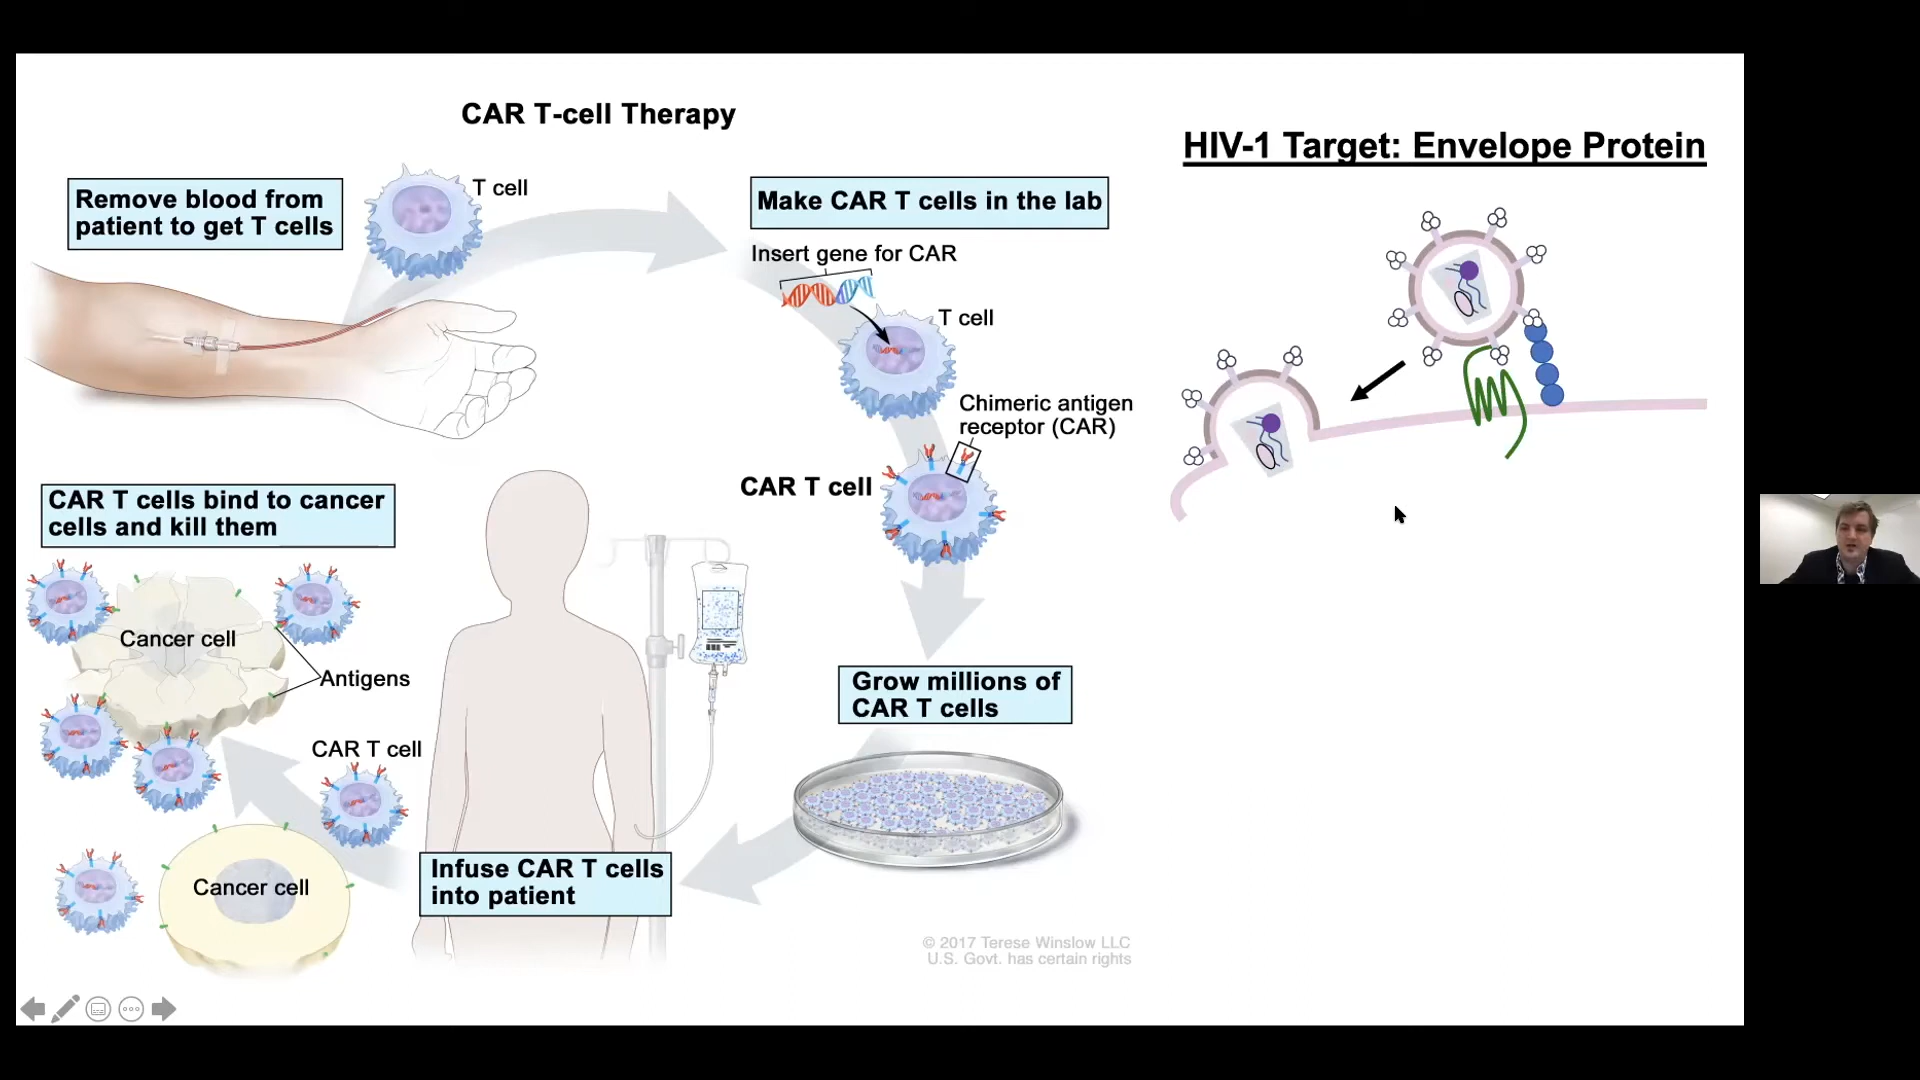 CAR T-cell Therapy
HIV-1 Target: Envelope Protein
Remove blood from
patient to get T cells
T cell
Make CAR T cells in the lab
Insert gene for CAR
T cell
Chimeric antigen
receptor (CAR)
CAR T cell
CAR T cells bind to cancer
cells and kill them
Cancer cell
Antigens
CAR T cell
Cancer cell
Grow millions of
CAR T cells
Infuse CAR T cells
into patient
© 2017 Terese Winslow LLC
U.S. Govt. has certain rights